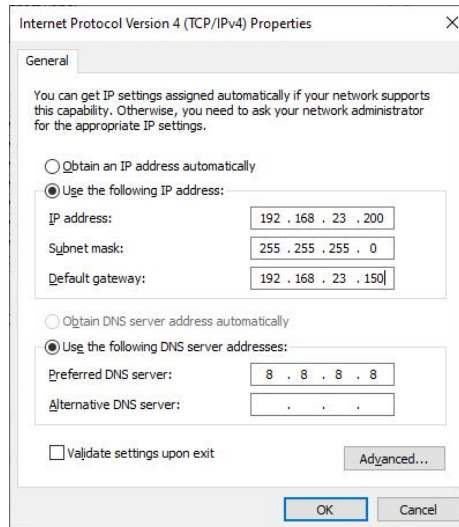 Internet Protocol Version 4 (TCP/IPv4) Properties
General
You can get IP settings assigned automatically if your network supports
this capability. Otherwise, you need to ask your network administrator
for the appropriate IP settings.
Obtain an IP address automatically
Use the following IP address:
IP address: 192 . 168 . 23 . 200
Subnet mask: 255 . 255 . 255 . 0
Default gateway: 192 . 168 . 23 . 150
Obtain DNS server address automatically
Use the following DNS server addresses:
Preferred DNS server: 8 . 8 . 8 . 8
Alternative DNS server: . . .
Validate settings upon exit
Advanced...
OK Cancel